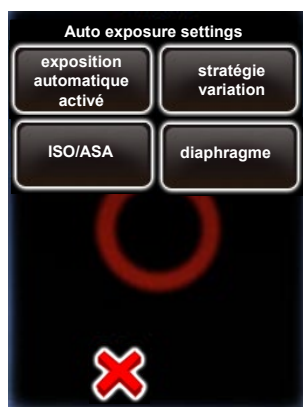 Auto exposure settings
exposition
automatique
activé
stratégie
variation
ISO/ASA
diaphragme